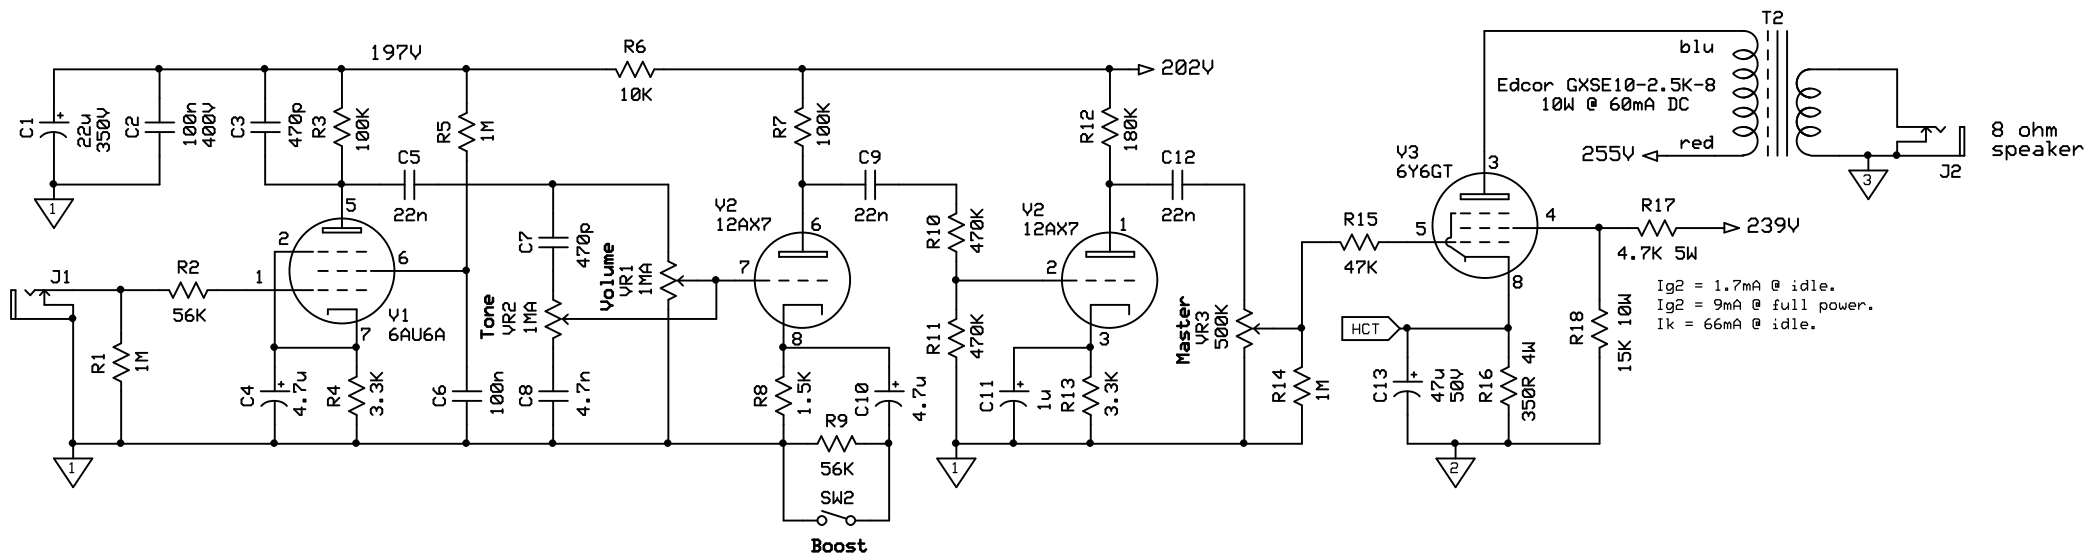 T2
blu
Edcor GXSE10-2.5K-8
10W @ 60mA DC
red
255V
8 ohm
speaker
J2
3
197V
R6
10K
202V
C1
22u
350V
C2
100n
400V
C3
470p
R3
100K
R5
1M
R7
100K
R12
180K
1
C5
22n
C9
22n
C12
22n
V3
6Y6GT
3
4
5
8
R15
47K
R17
4.7K 5W
239V
Ig2 = 1.7mA @ idle.
Ig2 = 9mA @ full power.
Ik = 66mA @ idle.
J1
R1
1M
R2
56K
5
2
1
6
7
V1
6AU6A
C4
4.7u
R4
3.3K
C6
100n
C7
470p
Tone
VR2
1MA
C8
4.7n
Volume
VR1
1MA
V2
12AX7
6
7
8
R8
1.5K
C10
4.7u
R9
56K
SW2
Boost
R10
470K
R11
470K
V2
12AX7
1
2
3
C11
1u
R13
3.3K
Master
VR3
500K
R14
1M
HCT
C13
47u
50V
R16
350R 4W
R18
15K 10W
1
1
2